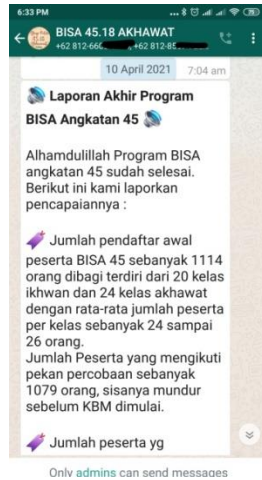 6:33 PM
BISA 45.18 AKHAWAT
+62 812-660 +62 812-85
10 April 2021 7:04 am
Laporan Akhir Program
BISA Angkatan 45
Alhamdulillah Program BISA
angkatan 45 sudah selesai.
Berikut ini kami laporkan
pencapaiannya :
Jumlah pendaftar awal
peserta BISA 45 sebanyak 1114
orang dibagi terdiri dari 20 kelas
ikhwan dan 24 kelas akhawat
dengan rata-rata jumlah peserta
per kelas sebanyak 24 sampai
26 orang.
Jumlah Peserta yang mengikuti
pekan percobaan sebanyak
1079 orang, sisanya mundur
sebelum KBM dimulai.
Jumlah peserta yg
Only admins can send messages